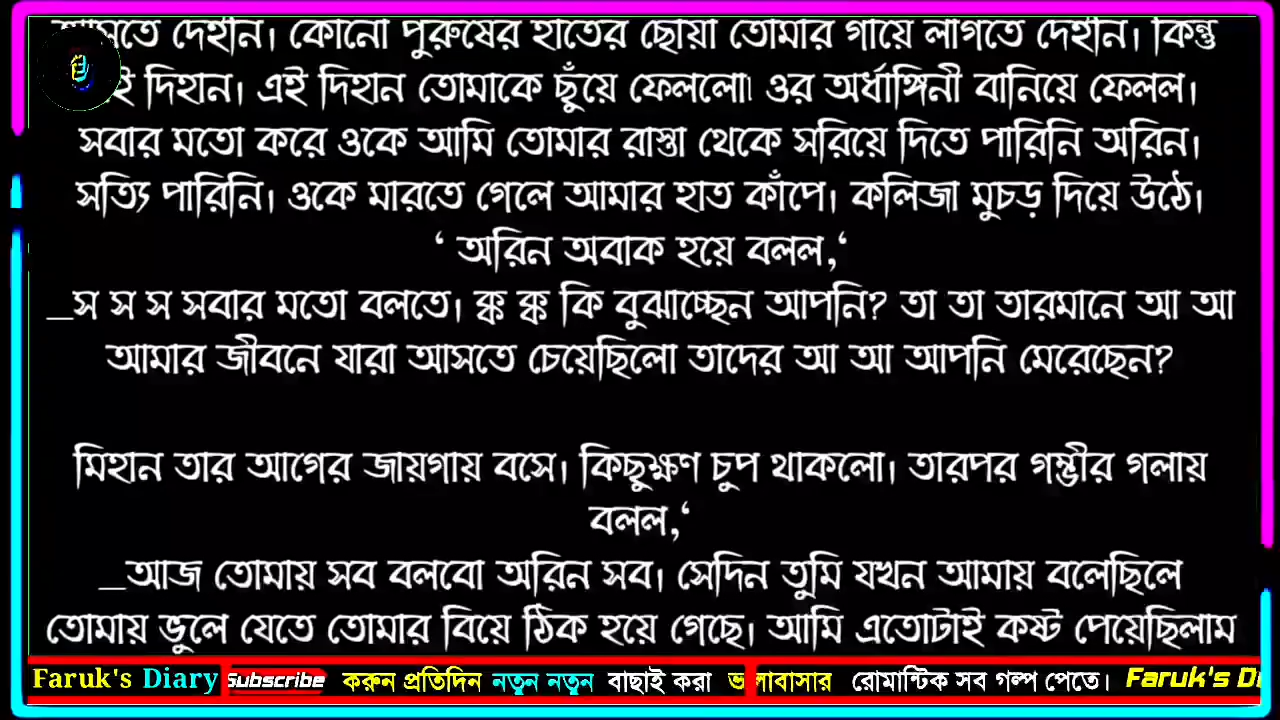 দেইনি। কোনো পুরুষের হাতের ছোয়া তোমার গায়ে লাগতে দেইনি। কিন্তু
দিহান। এই দিহান তোমাকে ছুঁয়ে ফেললো৷ ওর অর্ধাঙ্গিনী বানিয়ে ফেলল।
সবার মতো করে ওকে আমি তোমার রাস্তা থেকে সরিয়ে দিতে পারিনি অরিন।
সত্যি পারিনি। ওকে মারতে গেলে আমার হাত কাঁপে। কলিজা মুচড় দিয়ে উঠে।
‘ অরিন অবাক হয়ে বলল,‘
_স স স সবার মতো বলতে। ক্ক ক্ক কি বুঝাচ্ছেন আপনি? তা তা তারমানে আ আ
আমার জীবনে যারা আসতে চেয়েছিলো তাদের আ আ আপনি মেরেছেন?
মিহান তার আগের জায়গায় বসে। কিছুক্ষণ চুপ থাকলো। তারপর গম্ভীর গলায়
বলল,‘
_আজ তোমায় সব বলবো অরিন সব। সেদিন তুমি যখন আমায় বলেছিলে
তোমায় ভুলে যেতে তোমার বিয়ে ঠিক হয়ে গেছে। আমি এতোটাই কষ্ট পেয়েছিলাম
Faruk's Diary Subscribe করুন প্রতিদিন নতুন নতুন বাছাই করা রোমান্টিক সব গল্প পেতে। Faruk's